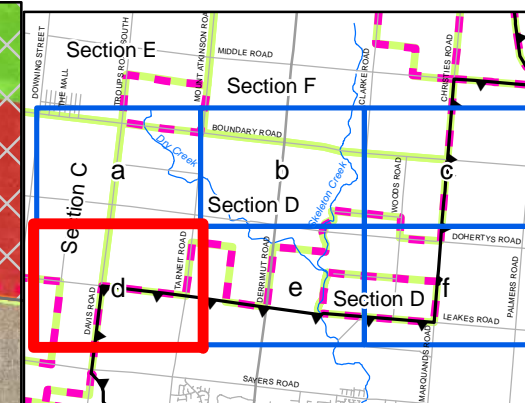 Section E
MIDDLE ROAD
DOWNING STREET
THE MALL
TROUPS ROAD SOUTH
MOUNT ATKINSON ROAD
Section F
CLARKE ROAD
CHRISTIES ROAD
BOUNDARY ROAD
Dry Creek
a
b
c
Section C
Section D
Skeleton Creek
WOODS ROAD
DOHERTYS ROAD
TARNEIT ROAD
DERRIMUT ROAD
d
e
Section D
f
PALMERS ROAD
DAVIS ROAD
LEAKES ROAD
MARQUANDS ROAD
SAYERS ROAD